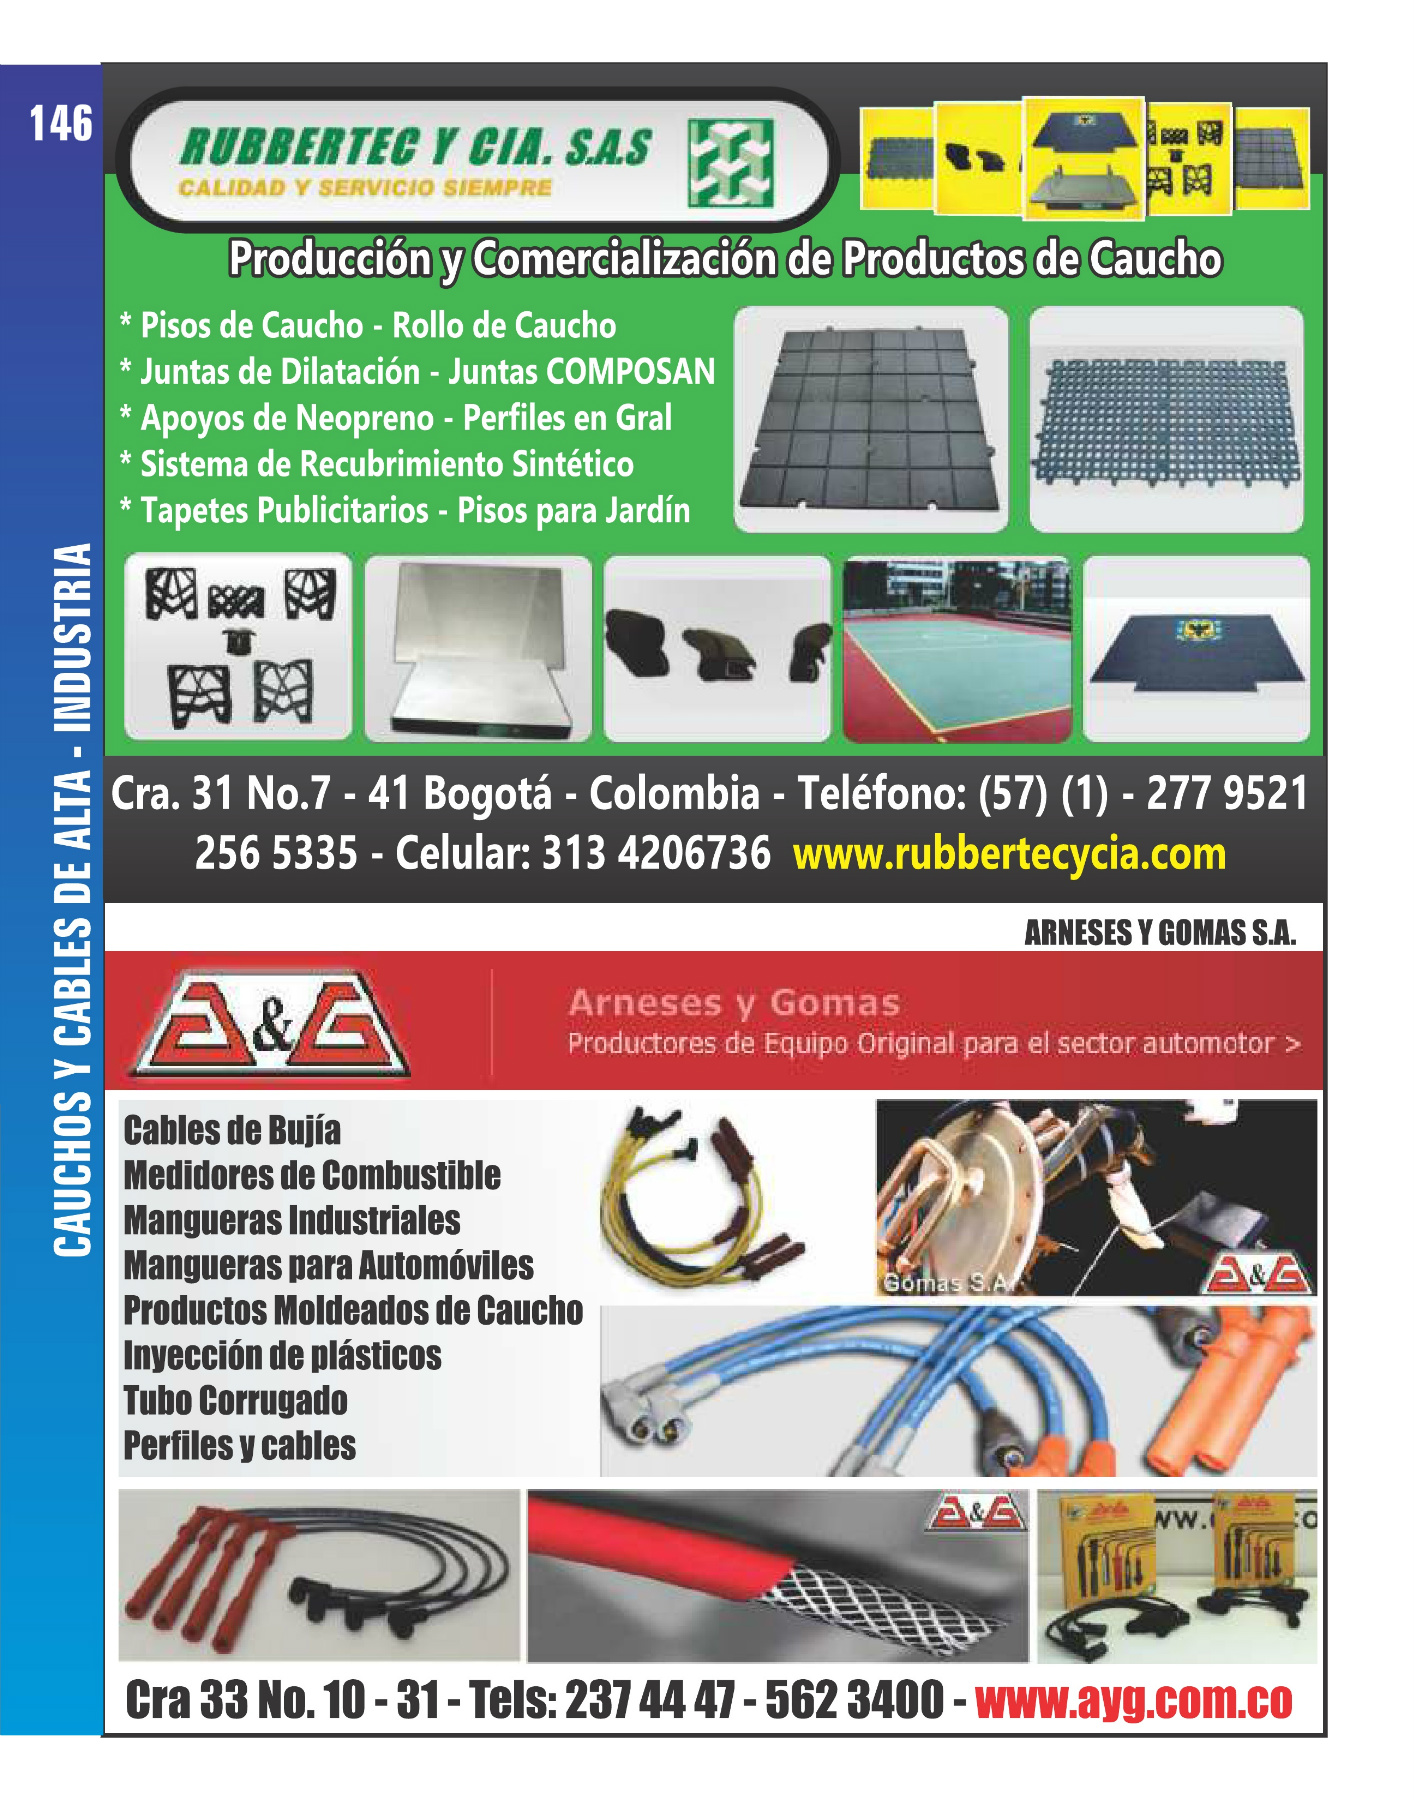 146
CAUCHOS Y CABLES DE ALTA - INDUSTRIA
RUBBERTEC Y CIA. S.A.S
CALIDAD Y SERVICIO SIEMPRE
Producción y Comercialización de Productos de Caucho
* Pisos de Caucho - Rollo de Caucho
* Juntas de Dilatación - Juntas COMPOSAN
* Apoyos de Neopreno - Perfiles en Gral
* Sistema de Recubrimiento Sintético
* Tapetes Publicitarios - Pisos para Jardín
Cra. 31 No.7 - 41 Bogotá - Colombia - Teléfono: (57) (1) - 277 9521
256 5335 - Celular: 313 4206736 www.rubbertecycia.com
ARNESES Y GOMAS S.A.
A&G
Arneses y Gomas
Productores de Equipo Original para el sector automotor >
Cables de Bujía
Medidores de Combustible
Mangueras Industriales
Mangueras para Automóviles
Productos Moldeados de Caucho
Inyección de plásticos
Tubo Corrugado
Perfiles y cables
Gomas S.A.
A&G
A&G
Cra 33 No. 10 - 31 - Tels: 237 44 47 - 562 3400 - www.ayg.com.co